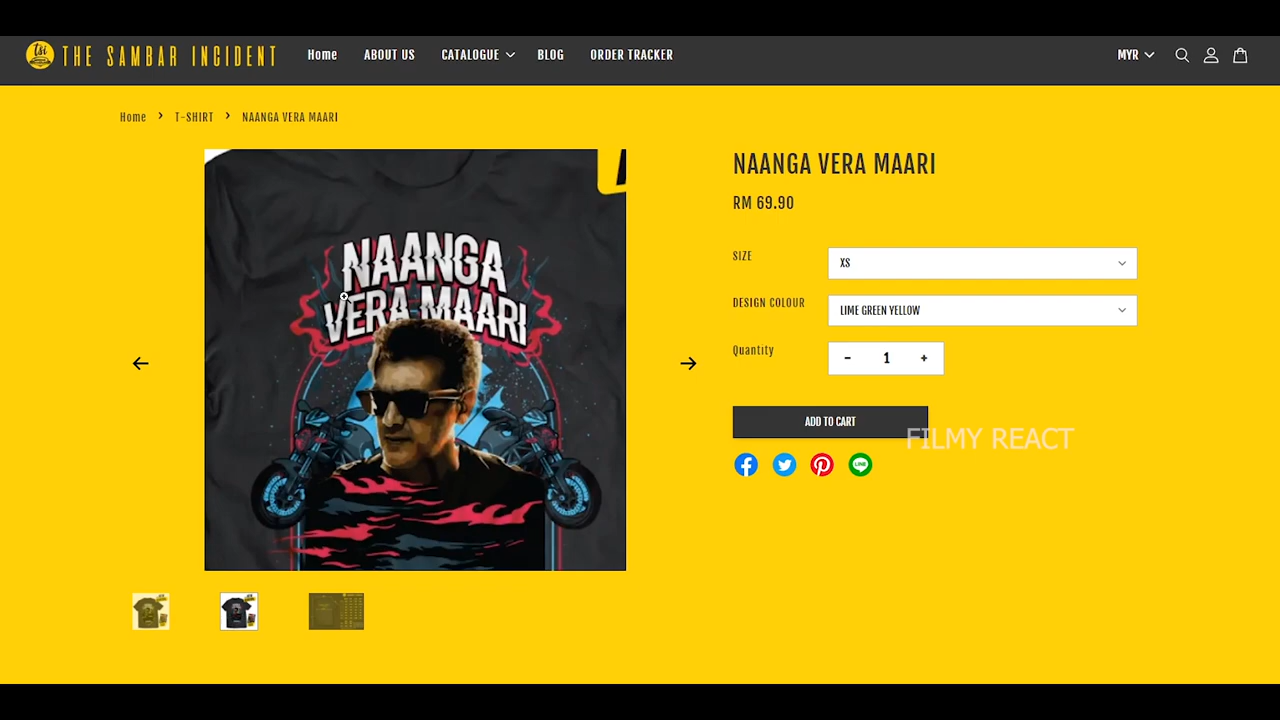 tsi THE SAMBAR INCIDENT Home ABOUT US CATALOGUE BLOG ORDER TRACKER MYR
Home > T-SHIRT > NAANGA VERA MAARI
NAANGA
VERA MAARI
NAANGA VERA MAARI
RM 69.90
SIZE XS
DESIGN COLOUR LIME GREEN YELLOW
Quantity - 1 +
ADD TO CART
FILMY REACT
LINE